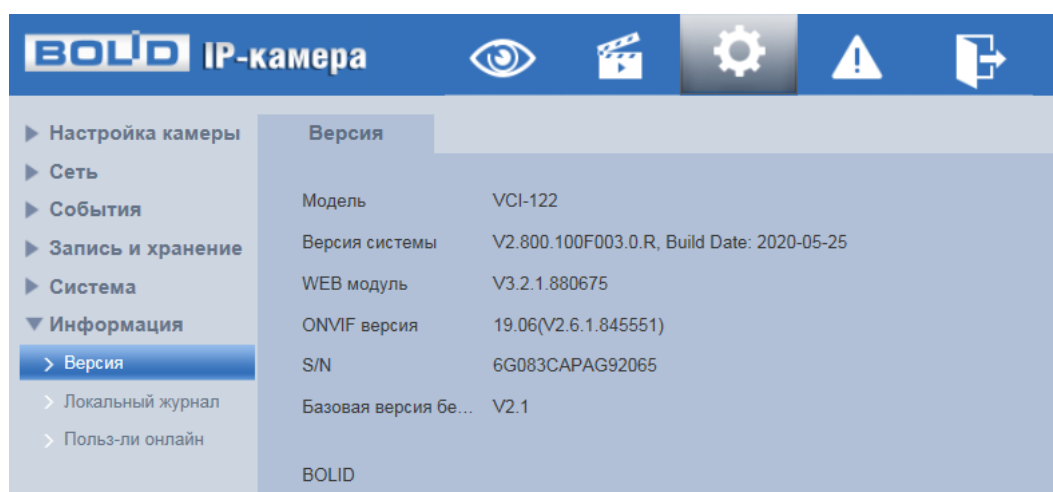 BOLID IP-камера
Настройка камеры
Сеть
События
Запись и хранение
Система
Информация
Версия
Локальный журнал
Польз-ли онлайн
Версия
Модель VCI-122
Версия системы V2.800.100F003.0.R, Build Date: 2020-05-25
WEB модуль V3.2.1.880675
ONVIF версия 19.06(V2.6.1.845551)
S/N 6G083CAPAG92065
Базовая версия бе... V2.1
BOLID